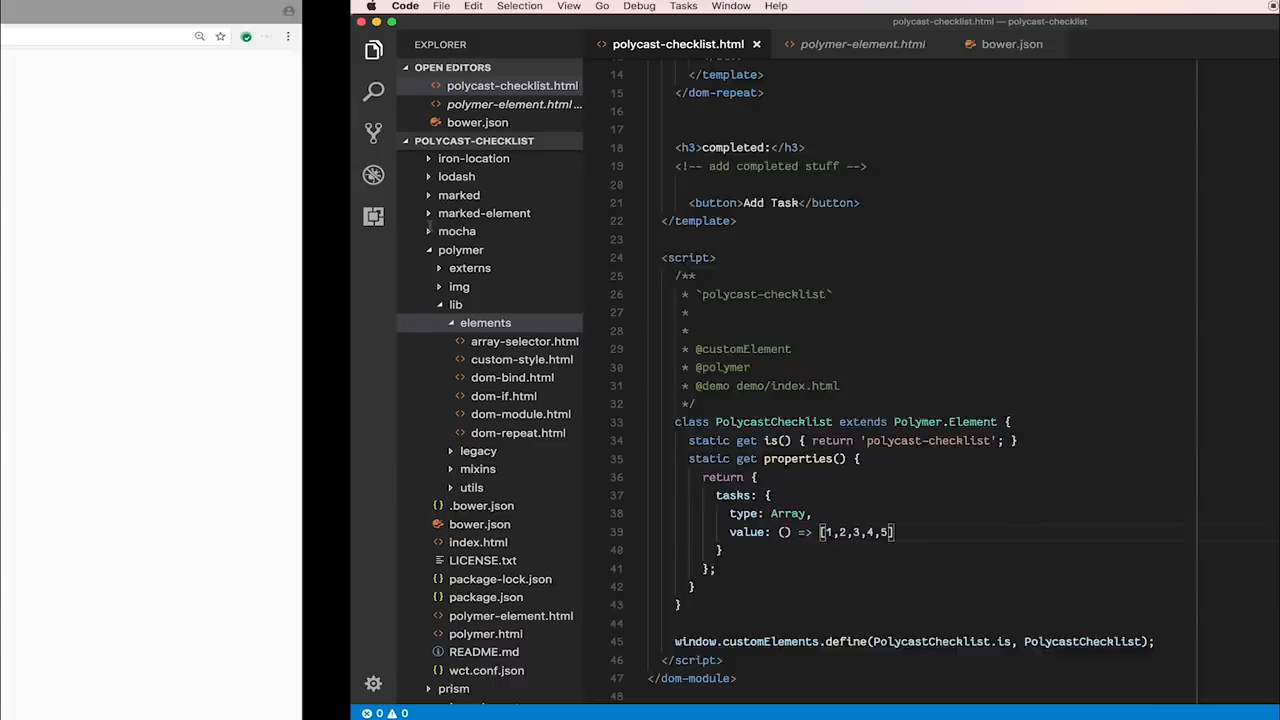 Code File Edit Selection View Go Debug Tasks Window Help
polycast-checklist.html — polycast-checklist
EXPLORER
OPEN EDITORS
polycast-checklist.html
polymer-element.html ...
bower.json
POLYCAST-CHECKLIST
iron-location
lodash
marked
marked-element
mocha
polymer
externs
img
lib
elements
array-selector.html
custom-style.html
dom-bind.html
dom-if.html
dom-module.html
dom-repeat.html
legacy
mixins
utils
.bower.json
bower.json
index.html
LICENSE.txt
package-lock.json
package.json
polymer-element.html
polymer.html
README.md
wct.conf.json
prism
polycast-checklist.html × polymer-element.html bower.json
14 </template>
15 </dom-repeat>
16
17
18 <h3>completed:</h3>
19 <!-- add completed stuff -->
20
21 <button>Add Task</button>
22 </template>
23
24 <script>
25 /**
26 * `polycast-checklist`
27 *
28 *
29 * @customElement
30 * @polymer
31 * @demo demo/index.html
32 */
33 class PolycastChecklist extends Polymer.Element {
34 static get is() { return 'polycast-checklist'; }
35 static get properties() {
36 return {
37 tasks: {
38 type: Array,
39 value: () => [1,2,3,4,5]
40 }
41 };
42 }
43 }
44
45 window.customElements.define(PolycastChecklist.is, PolycastChecklist);
46 </script>
47 </dom-module>
48
0 0